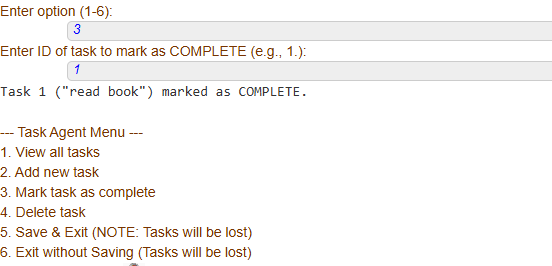 Enter option (1-6):
3
Enter ID of task to mark as COMPLETE (e.g., 1.):
1
Task 1 ("read book") marked as COMPLETE.
--- Task Agent Menu ---
1. View all tasks
2. Add new task
3. Mark task as complete
4. Delete task
5. Save & Exit (NOTE: Tasks will be lost)
6. Exit without Saving (Tasks will be lost)